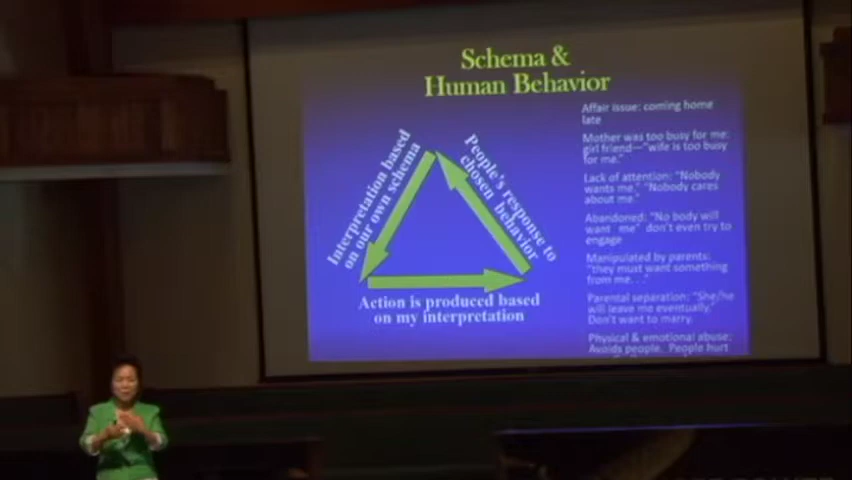 Schema &
Human Behavior
Interpretation based
on our own schema
People's response to
chosen behavior
Action is produced based
on my interpretation
Affair issue: coming home
late
Mother was too busy for me:
girl friend—"wife is too busy
for me."
Lack of attention: "Nobody
wants me." "Nobody cares
about me."
Abandoned: "No body will
want me" don't even try to
engage
Manipulated by parents:
"they must want something
from me. . ."
Parental separation: "She/he
will leave me eventually."
Don't want to marry.
Physical & emotional abuse:
Avoids people. People hurt